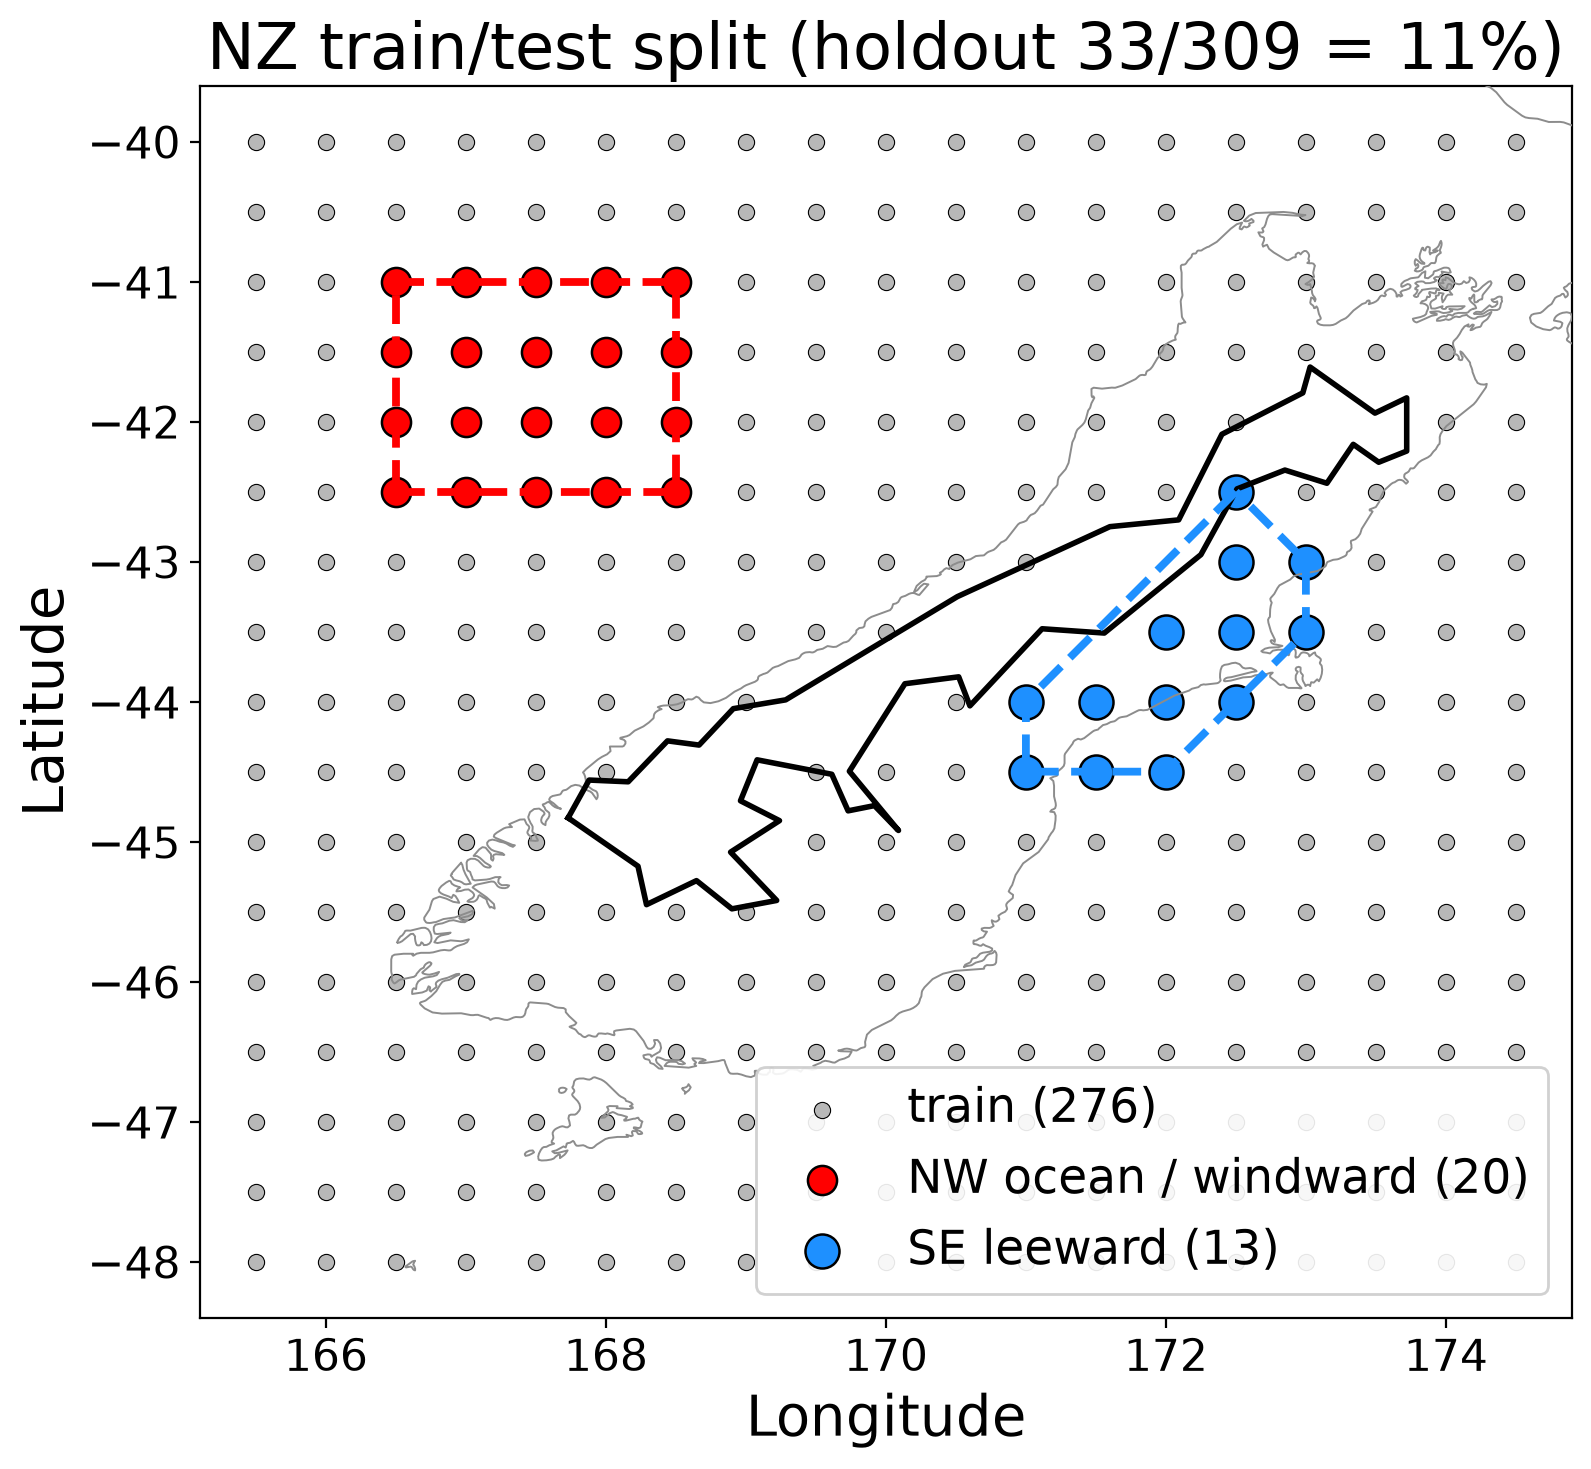 NZ train/test split (holdout 33/309 = 11%)
−40
−41
−42
−43
−44
−45
−46
−47
−48
Latitude
train (276)
NW ocean / windward (20)
SE leeward (13)
166
168
170
172
174
Longitude